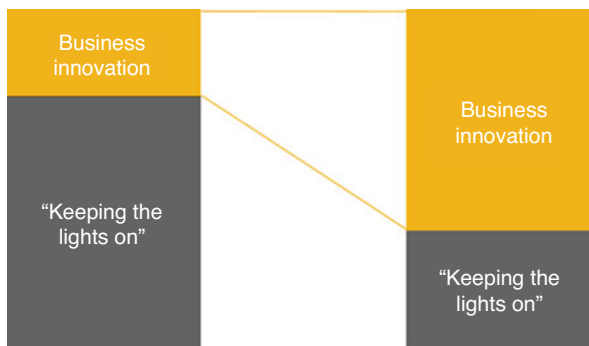 Business
innovation
“Keeping the
lights on”
Business
innovation
“Keeping the
lights on”